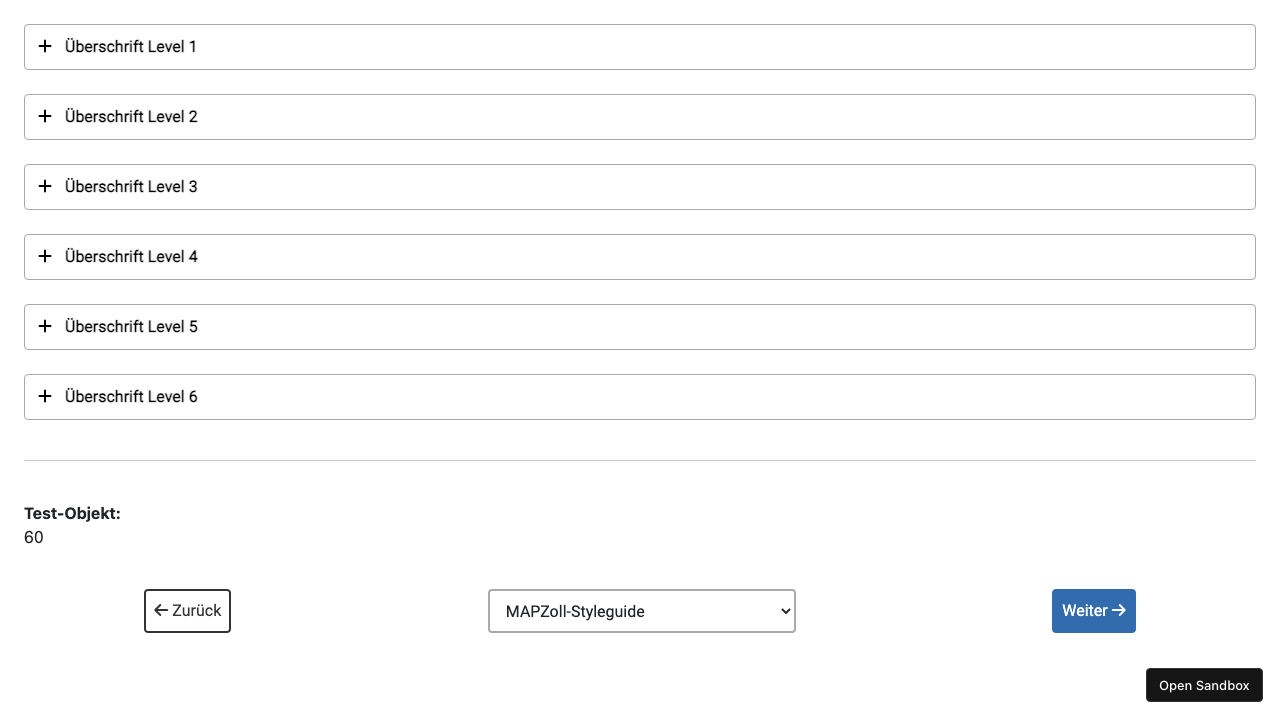 Überschrift Level 1
Überschrift Level 2
Überschrift Level 3
Überschrift Level 4
Überschrift Level 5
Überschrift Level 6
Test-Objekt:
60
← Zurück
MAPZoll-Styleguide
Weiter →
Open Sandbox